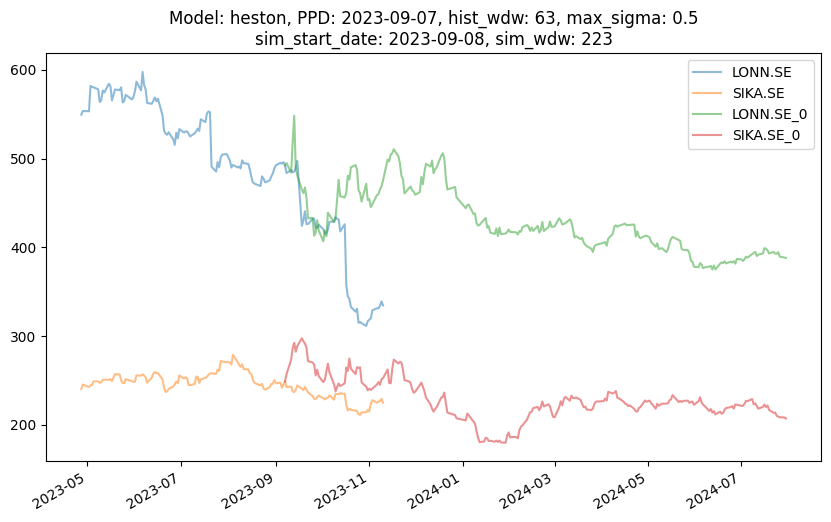 Model: heston, PPD: 2023-09-07, hist_wdw: 63, max_sigma: 0.5
sim_start_date: 2023-09-08, sim_wdw: 223
LONN.SE
SIKA.SE
LONN.SE_0
SIKA.SE_0
600
500
400
300
200
2023-05
2023-07
2023-09
2023-11
2024-01
2024-03
2024-05
2024-07